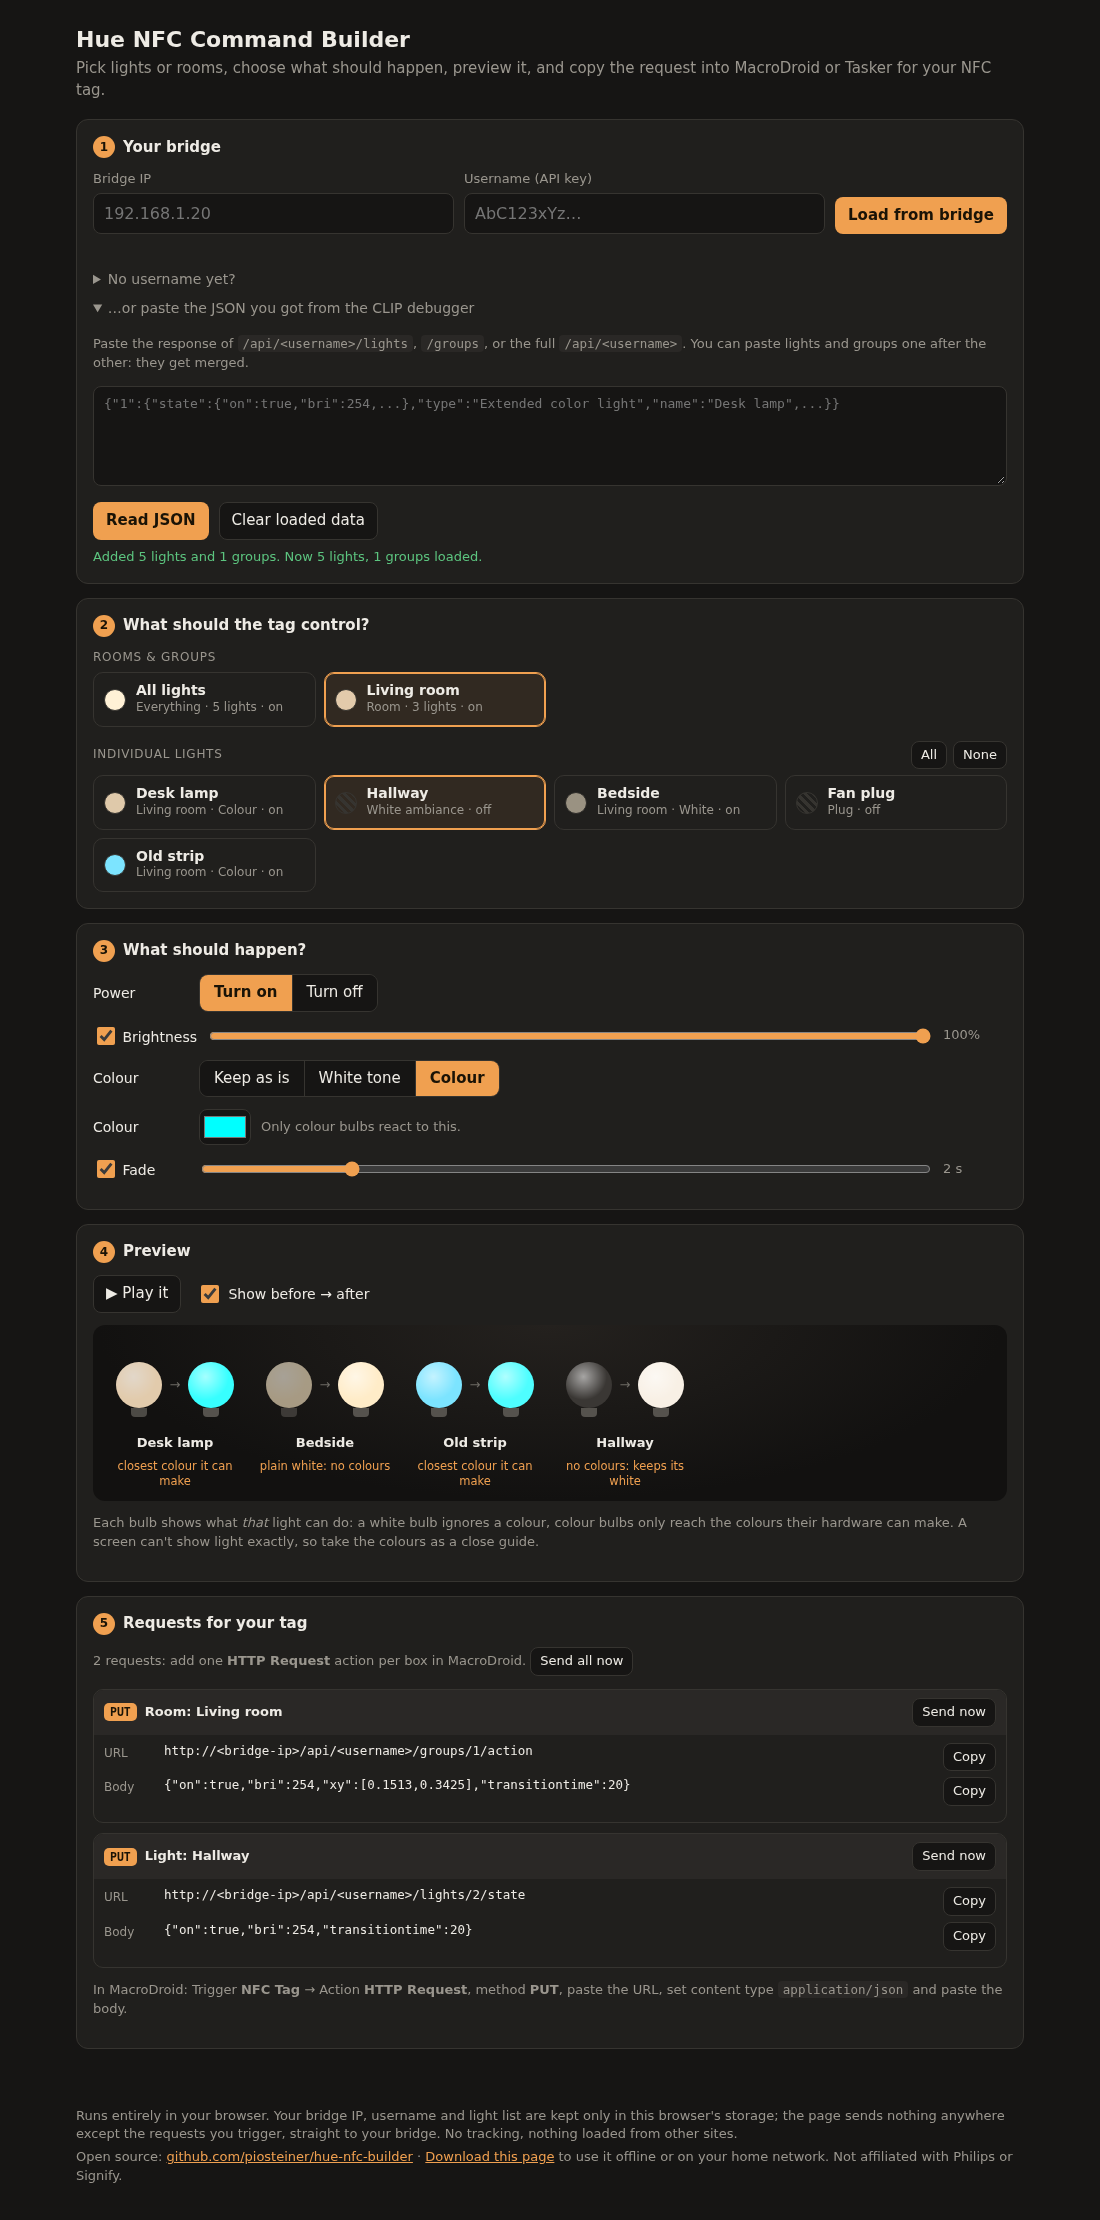 Hue NFC Command Builder
Pick lights or rooms, choose what should happen, preview it, and copy the request into MacroDroid or Tasker for your NFC
tag.
1 Your bridge
Bridge IP
Username (API key)
192.168.1.20
AbC123xYz…
Load from bridge
▶ No username yet?
▼ …or paste the JSON you got from the CLIP debugger
Paste the response of /api/<username>/lights, /groups, or the full /api/<username>. You can paste lights and groups one after the
other: they get merged.
{"1":{"state":{"on":true,"bri":254,...},"type":"Extended color light","name":"Desk lamp",...}}
Read JSON
Clear loaded data
Added 5 lights and 1 groups. Now 5 lights, 1 groups loaded.
2 What should the tag control?
ROOMS & GROUPS
All lights
Everything · 5 lights · on
Living room
Room · 3 lights · on
INDIVIDUAL LIGHTS
All
None
Desk lamp
Living room · Colour · on
Hallway
White ambiance · off
Bedside
Living room · White · on
Fan plug
Plug · off
Old strip
Living room · Colour · on
3 What should happen?
Power
Turn on
Turn off
Brightness
100%
Colour
Keep as is
White tone
Colour
Colour
Only colour bulbs react to this.
Fade
2 s
4 Preview
▶ Play it
Show before → after
→
→
→
→
Desk lamp
closest colour it can
make
Bedside
plain white: no colours
Old strip
closest colour it can
make
Hallway
no colours: keeps its
white
Each bulb shows what that light can do: a white bulb ignores a colour, colour bulbs only reach the colours their hardware can make. A
screen can't show light exactly, so take the colours as a close guide.
5 Requests for your tag
2 requests: add one HTTP Request action per box in MacroDroid.
Send all now
PUT Room: Living room
Send now
URL
http://<bridge-ip>/api/<username>/groups/1/action
Copy
Body
{"on":true,"bri":254,"xy":[0.1513,0.3425],"transitiontime":20}
Copy
PUT Light: Hallway
Send now
URL
http://<bridge-ip>/api/<username>/lights/2/state
Copy
Body
{"on":true,"bri":254,"transitiontime":20}
Copy
In MacroDroid: Trigger NFC Tag → Action HTTP Request, method PUT, paste the URL, set content type application/json and paste the
body.
Runs entirely in your browser. Your bridge IP, username and light list are kept only in this browser's storage; the page sends nothing anywhere
except the requests you trigger, straight to your bridge. No tracking, nothing loaded from other sites.
Open source: github.com/piosteiner/hue-nfc-builder · Download this page to use it offline or on your home network. Not affiliated with Philips or
Signify.